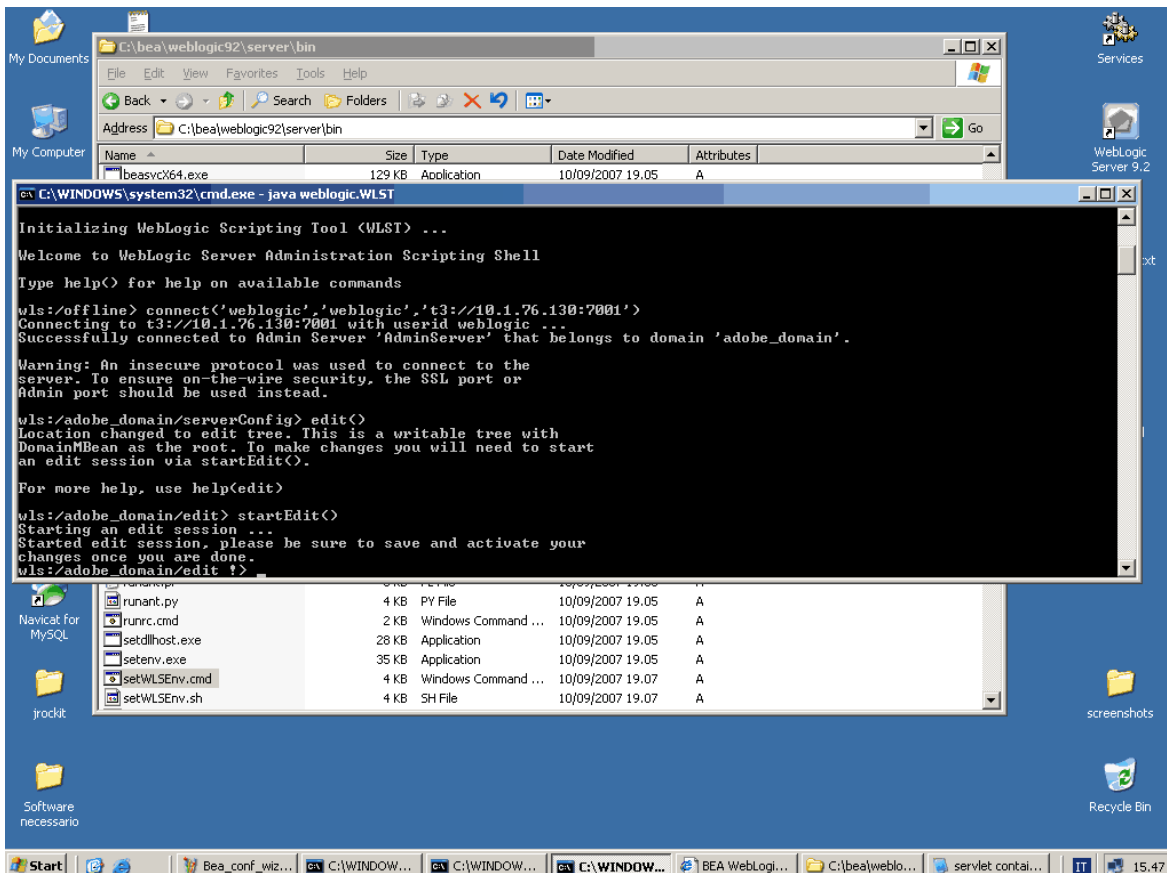 My Documents
My Computer
C:\bea\weblogic92\server\bin
File Edit View Favorites Tools Help
Back Search Folders
Address C:\bea\weblogic92\server\bin Go
Name Size Type Date Modified Attributes
beasvcX64.exe 129 KB Application 10/09/2007 19.05 A
Services
WebLogic
Server 9.2
C:\WINDOWS\system32\cmd.exe - java weblogic.WLST
Initializing WebLogic Scripting Tool (WLST) ...
Welcome to WebLogic Server Administration Scripting Shell
Type help() for help on available commands
wls:/offline> connect('weblogic','weblogic','t3://10.1.76.130:7001')
Connecting to t3://10.1.76.130:7001 with userid weblogic ...
Successfully connected to Admin Server 'AdminServer' that belongs to domain 'adobe_domain'.
Warning: An insecure protocol was used to connect to the
server. To ensure on-the-wire security, the SSL port or
Admin port should be used instead.
wls:/adobe_domain/serverConfig> edit()
Location changed to edit tree. This is a writable tree with
DomainMBean as the root. To make changes you will need to start
an edit session via startEdit().
For more help, use help(edit)
wls:/adobe_domain/edit> startEdit()
Starting an edit session ...
Started edit session, please be sure to save and activate your
changes once you are done.
wls:/adobe_domain/edit !> _
runant.py 4 KB PY File 10/09/2007 19.05 A
runrc.cmd 2 KB Windows Command ... 10/09/2007 19.05 A
setdllhost.exe 28 KB Application 10/09/2007 19.05 A
setenv.exe 35 KB Application 10/09/2007 19.05 A
setWLSEnv.cmd 4 KB Windows Command ... 10/09/2007 19.07 A
setWLSEnv.sh 4 KB SH File 10/09/2007 19.07 A
Navicat for
MySQL
jrockit
Software
necessario
screenshots
Recycle Bin
Start Bea_conf_wiz... C:\WINDOW... C:\WINDOW... C:\WINDOW... BEA WebLogi... C:\bea\weblo... servlet contai... IT 15.47